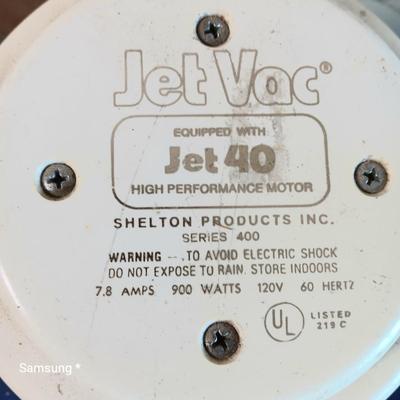 Jet Vac®
EQUIPPED WITH
Jet 40
HIGH PERFORMANCE MOTOR
SHELTON PRODUCTS INC.
SERIES 400
WARNING -- TO AVOID ELECTRIC SHOCK
DO NOT EXPOSE TO RAIN. STORE INDOORS
7.8 AMPS 900 WATTS 120V 60 HERTZ
UL LISTED
219 C
Samsung *